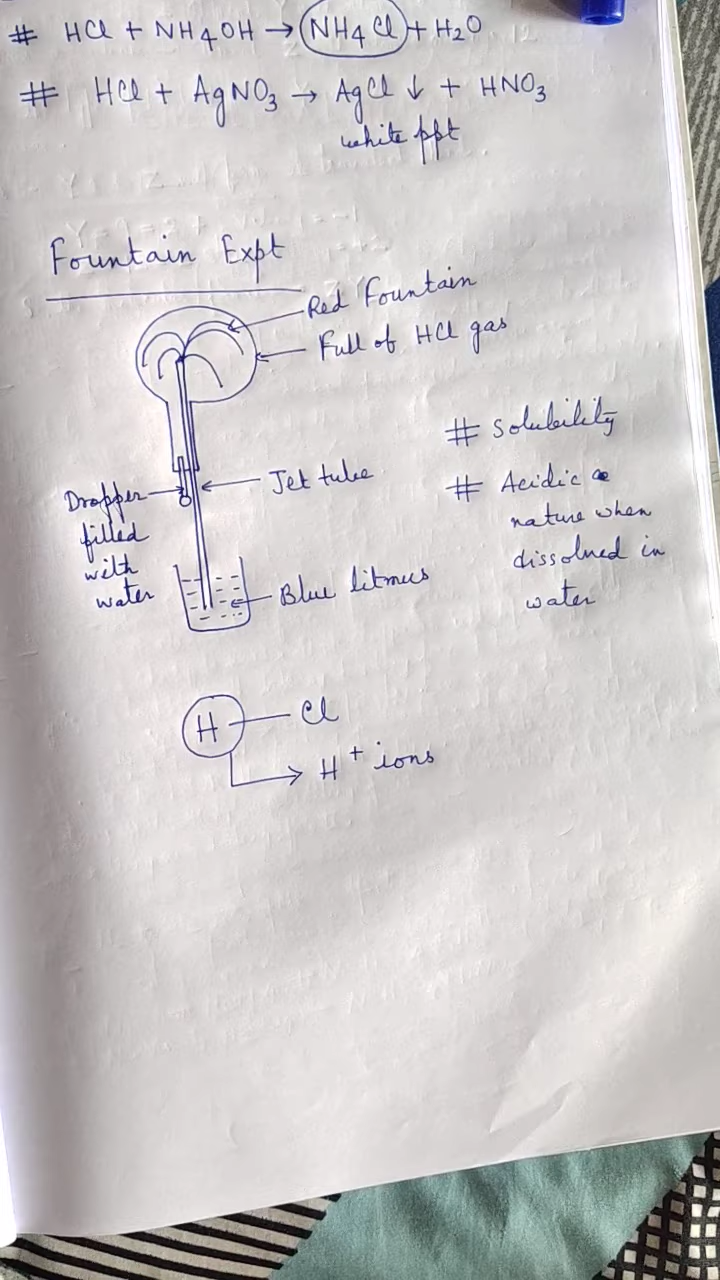 # HCl + NH4OH → NH4Cl + H2O
# HCl + AgNO3 → AgCl ↓ + HNO3
white ppt
Fountain Expt
Red Fountain
Full of HCl gas
# Solubility
# Acidic
nature when
dissolved in
water
Jet tube
Dropper
filled
with
water
Blue litmus
H — Cl
→ H+ ions